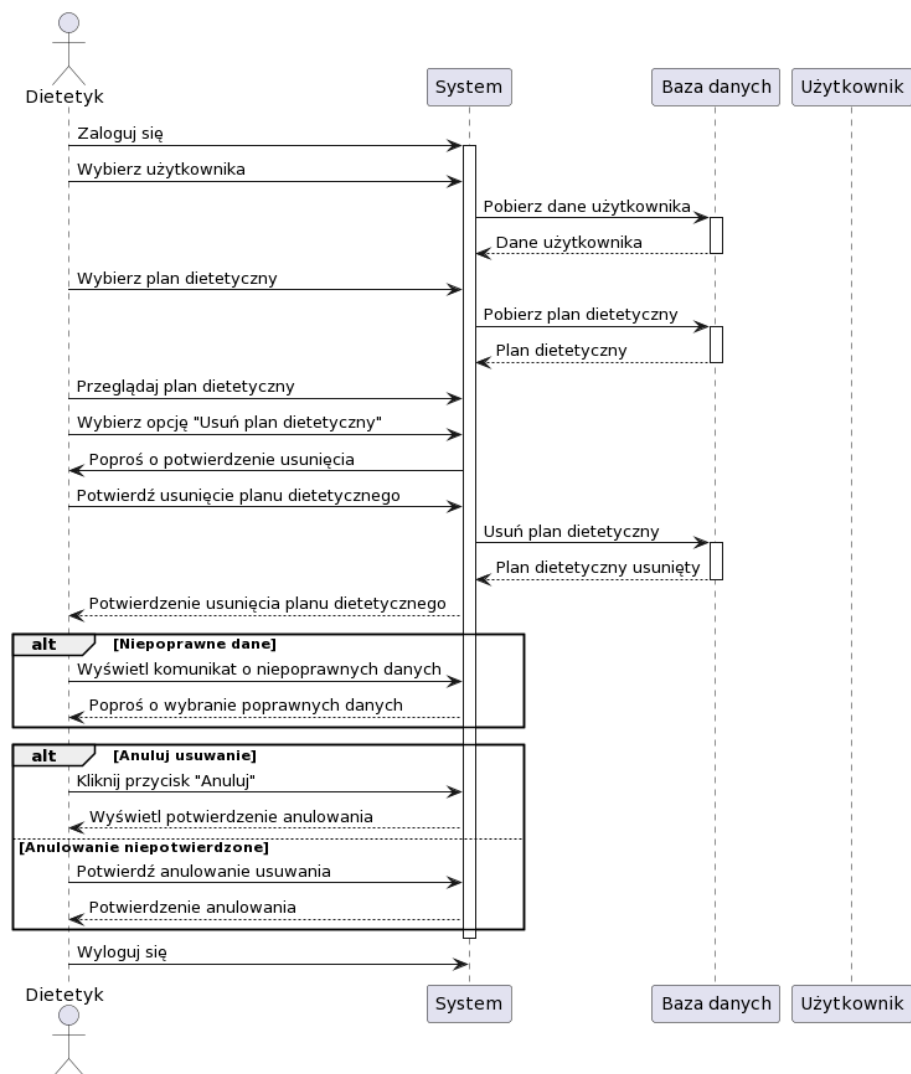 Dietetyk
System
Baza danych
Użytkownik
Zaloguj się
Wybierz użytkownika
Pobierz dane użytkownika
Dane użytkownika
Wybierz plan dietetyczny
Pobierz plan dietetyczny
Plan dietetyczny
Przeglądaj plan dietetyczny
Wybierz opcję "Usuń plan dietetyczny"
Poproś o potwierdzenie usunięcia
Potwierdź usunięcie planu dietetycznego
Usuń plan dietetyczny
Plan dietetyczny usunięty
Potwierdzenie usunięcia planu dietetycznego
alt [Niepoprawne dane]
Wyświetl komunikat o niepoprawnych danych
Poproś o wybranie poprawnych danych
alt [Anuluj usuwanie]
Kliknij przycisk "Anuluj"
Wyświetl potwierdzenie anulowania
[Anulowanie niepotwierdzone]
Potwierdź anulowanie usuwania
Potwierdzenie anulowania
Wyloguj się
Dietetyk
System
Baza danych
Użytkownik